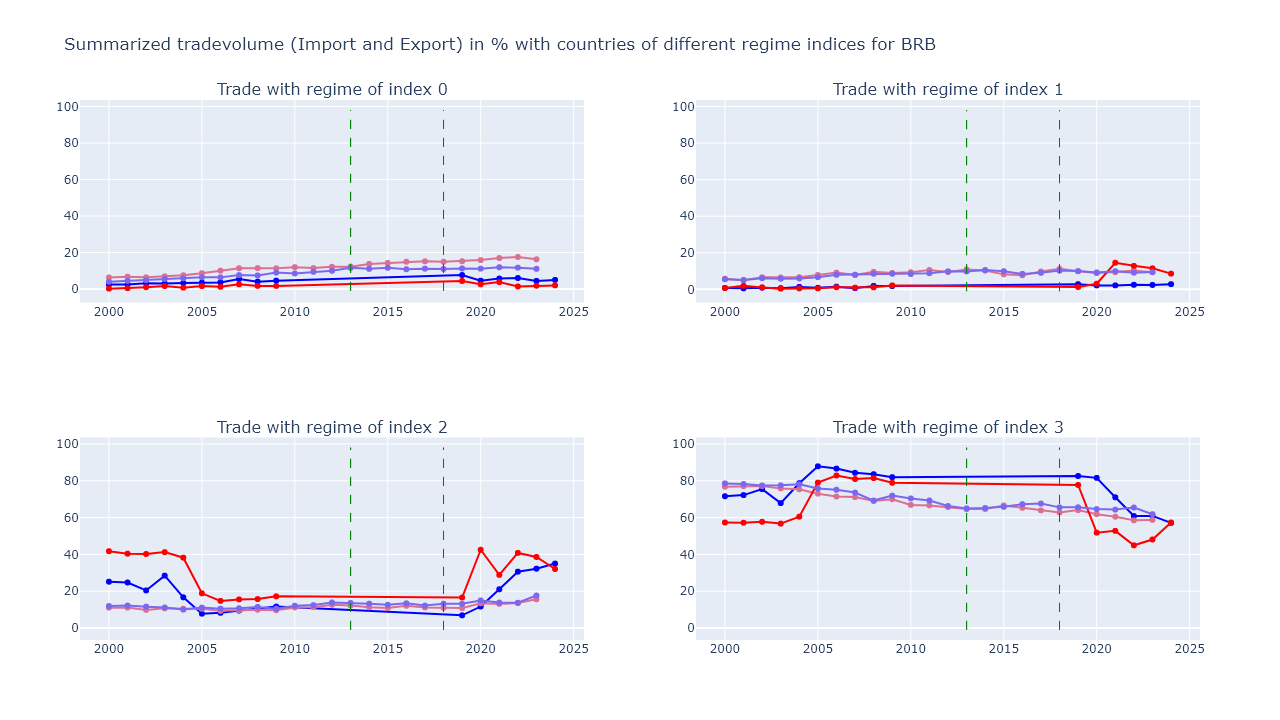 Summarized tradevolume (Import and Export) in % with countries of different regime indices for BRB
Trade with regime of index 0
Trade with regime of index 1
100
80
60
40
20
0
2000 2005 2010 2015 2020 2025
100
80
60
40
20
0
2000 2005 2010 2015 2020 2025
Trade with regime of index 2
Trade with regime of index 3
100
80
60
40
20
0
2000 2005 2010 2015 2020 2025
100
80
60
40
20
0
2000 2005 2010 2015 2020 2025